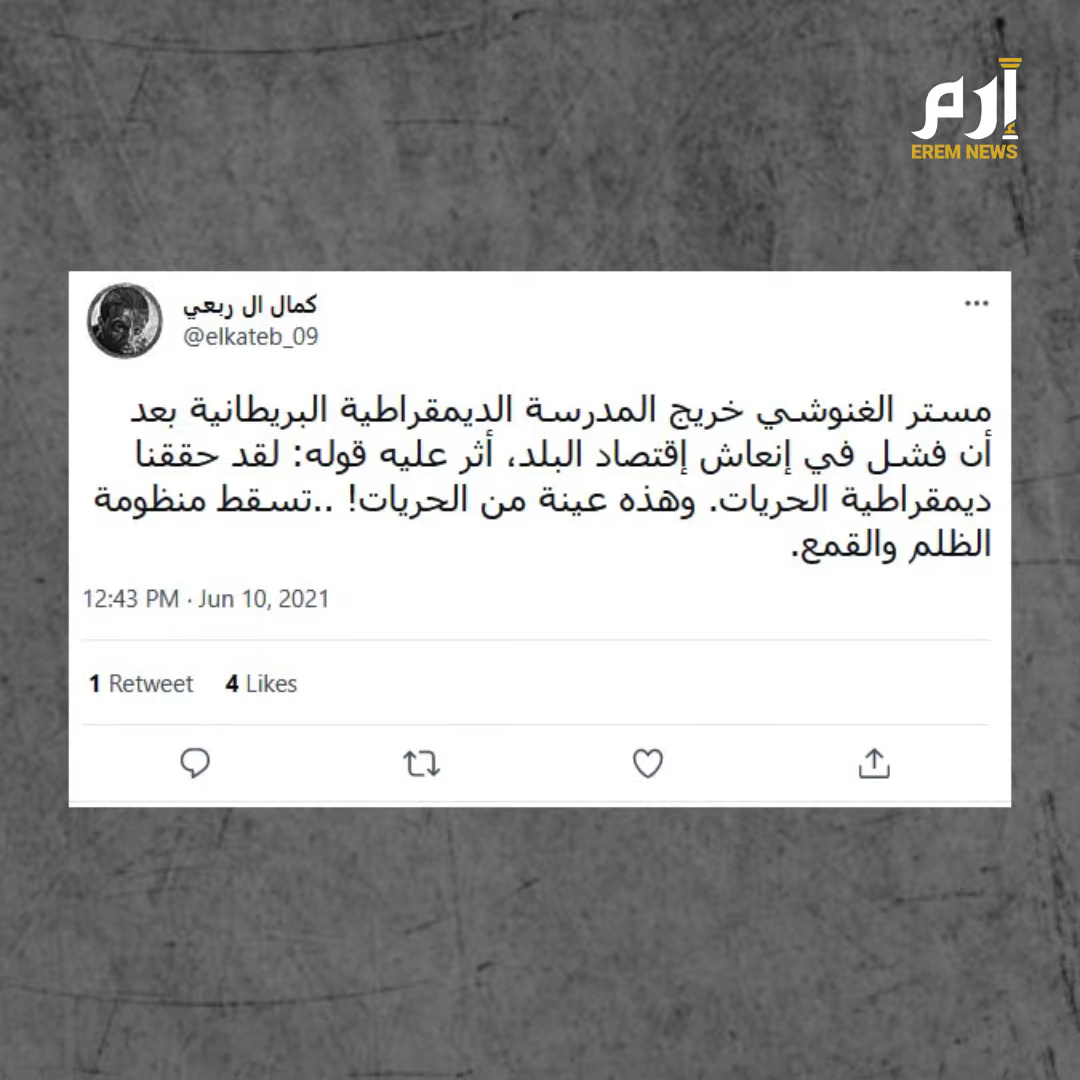 إرم
EREM NEWS
كمال ال ربعي
@elkateb_09
مستر الغنوشي خريج المدرسة الديمقراطية البريطانية بعد
أن فشل في إنعاش إقتصاد البلد، أثر عليه قوله: لقد حققنا
ديمقراطية الحريات. وهذه عينة من الحريات! ..تسقط منظومة
الظلم والقمع.
12:43 PM · Jun 10, 2021
1 Retweet 4 Likes